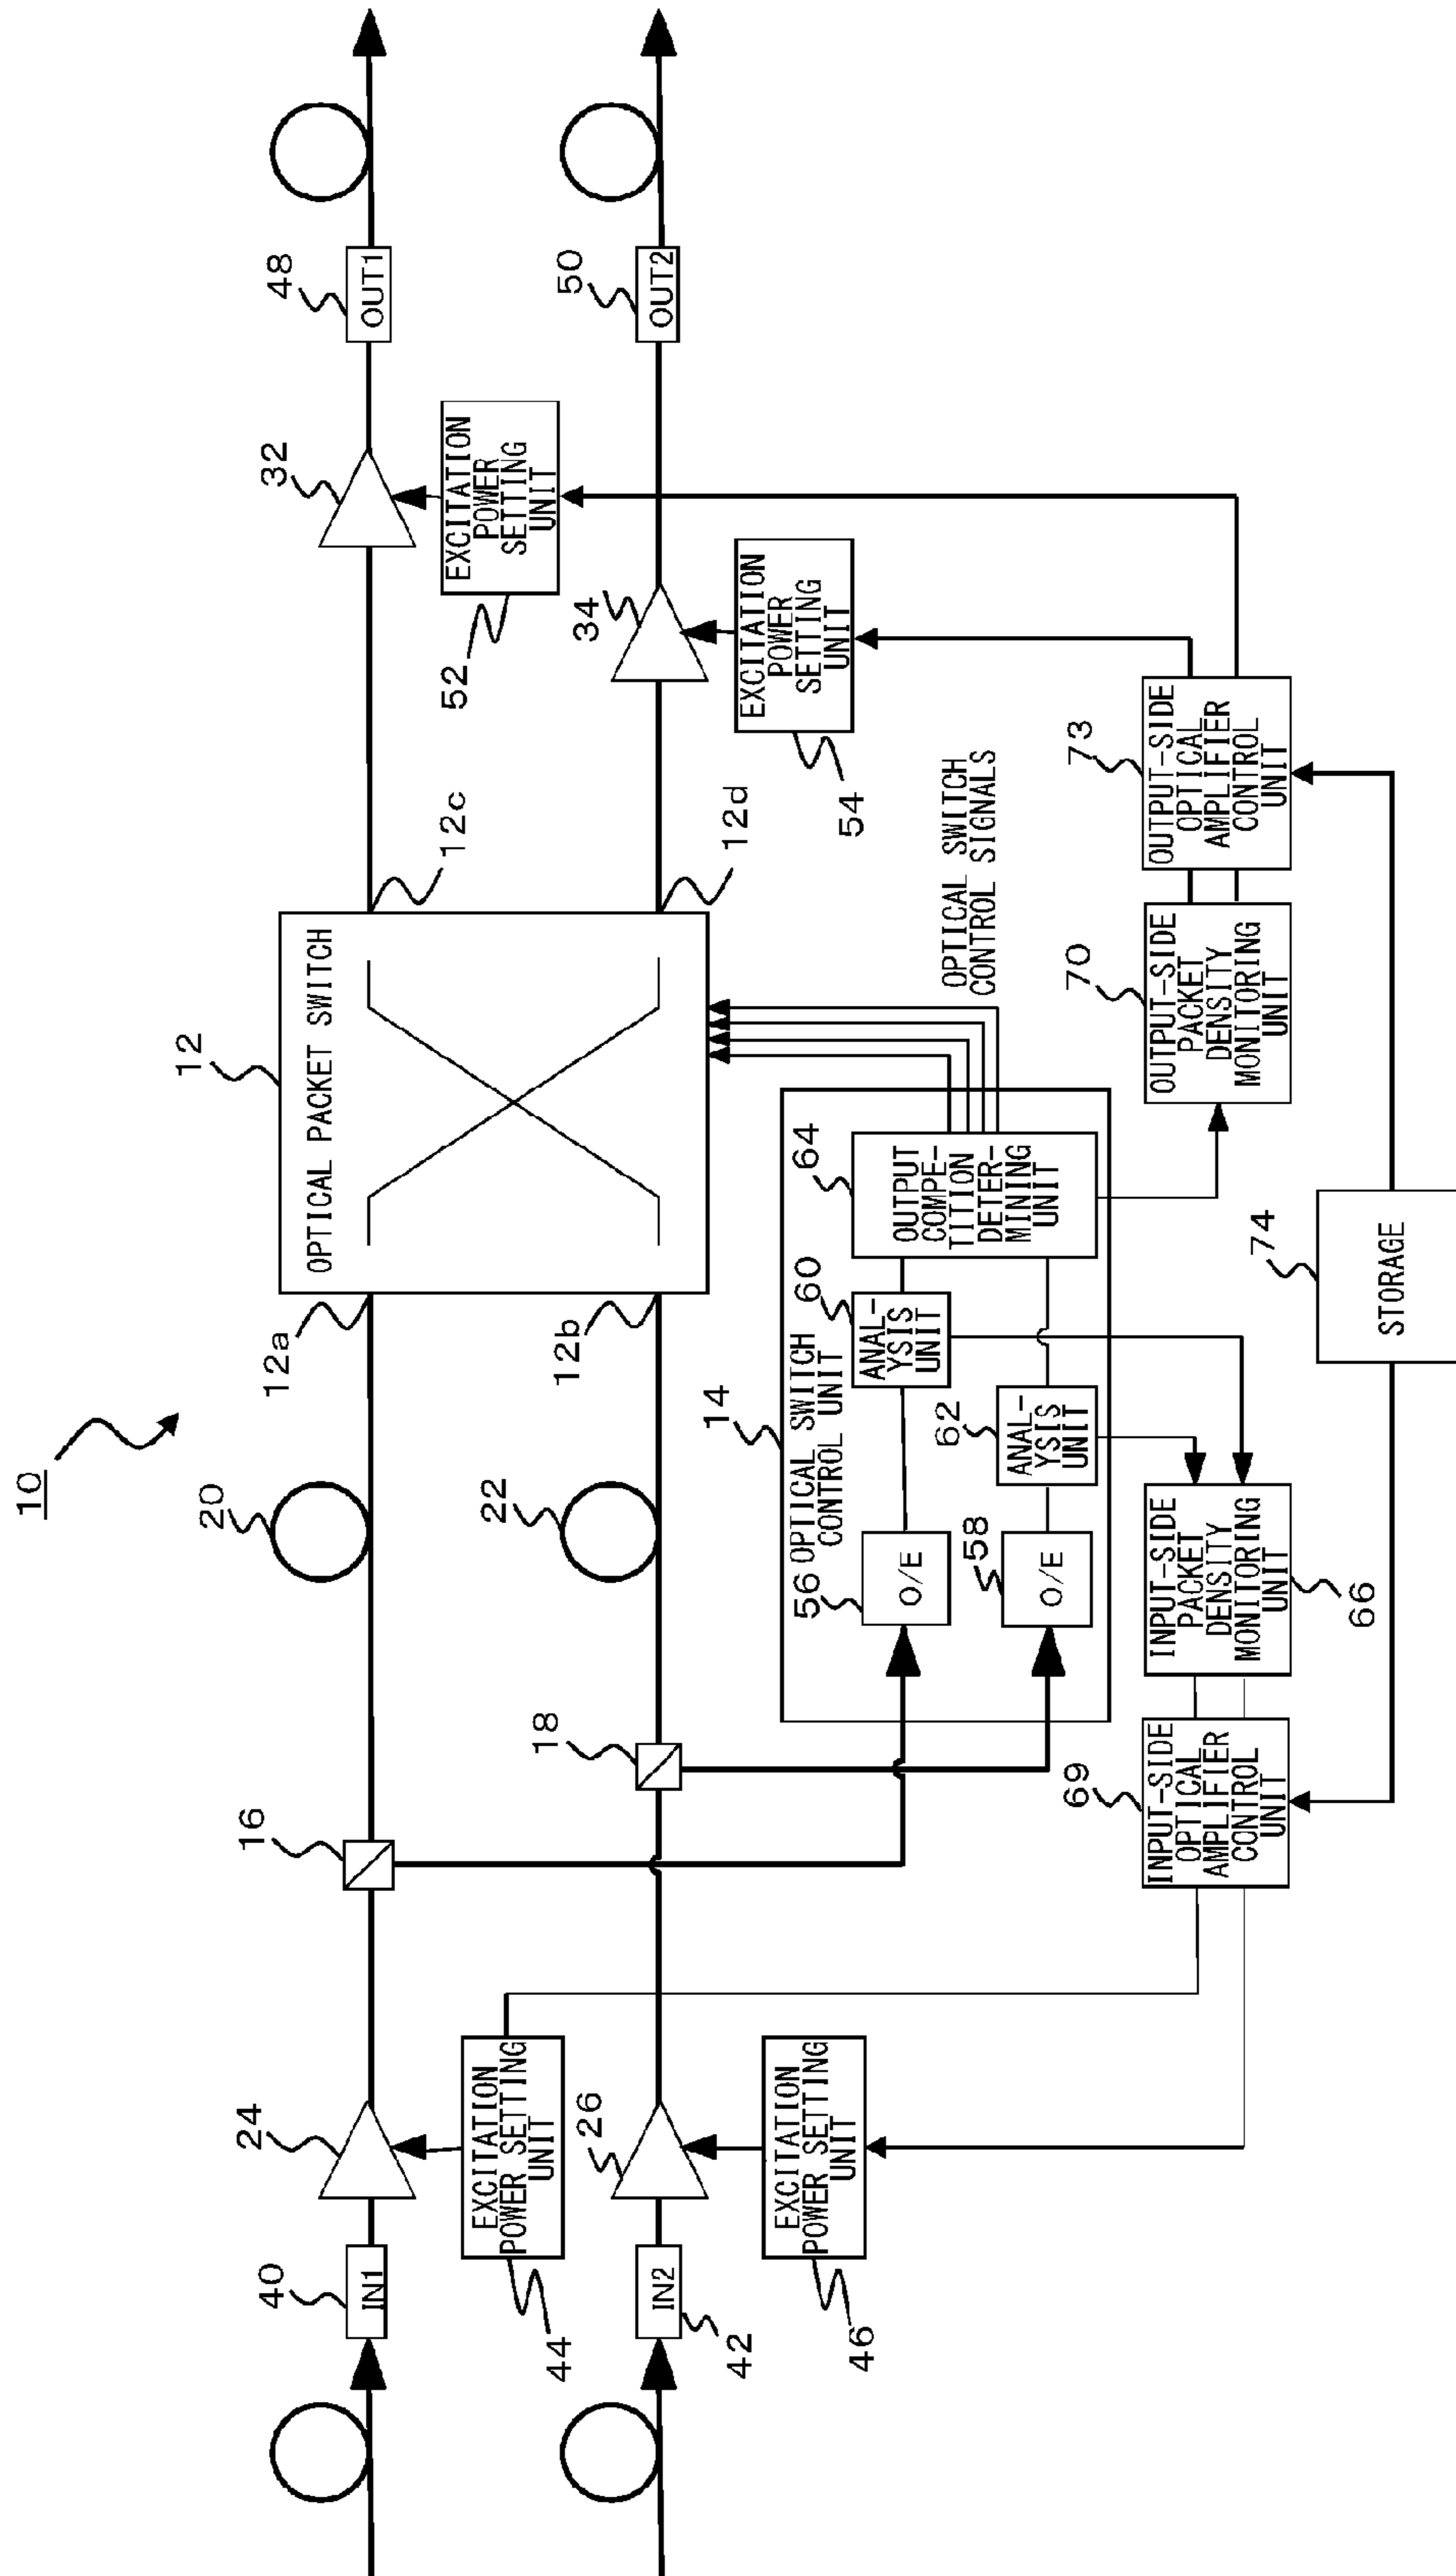 10
12
OPTICAL PACKET SWITCH
12a
12b
12c
12d
20
22
16
18
24
26
40
IN1
42
IN2
44
EXCITATION
POWER SETTING
UNIT
46
EXCITATION
POWER SETTING
UNIT
32
34
48
OUT1
50
OUT2
52
EXCITATION
POWER
SETTING
UNIT
54
EXCITATION
POWER
SETTING
UNIT
14
OPTICAL SWITCH
CONTROL UNIT
56
O/E
58
O/E
60
ANAL-
YSIS
UNIT
62
ANAL-
YSIS
UNIT
64
OUTPUT
COMPE-
TITION
DETER-
MINING
UNIT
OPTICAL SWITCH
CONTROL SIGNALS
69
INPUT-SIDE
OPTICAL
AMPLIFIER
CONTROL
UNIT
66
INPUT-SIDE
PACKET
DENSITY
MONITORING
UNIT
70
OUTPUT-SIDE
PACKET
DENSITY
MONITORING
UNIT
73
OUTPUT-SIDE
OPTICAL
AMPLIFIER
CONTROL
UNIT
74
STORAGE